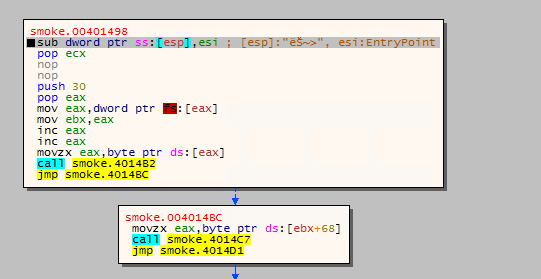 smoke.00401498
sub dword ptr ss:[esp],esi ; [esp]:"eŠ~>", esi:EntryPoint
pop ecx
nop
nop
push 30
pop eax
mov eax,dword ptr fs:[eax]
mov ebx,eax
inc eax
inc eax
movzx eax,byte ptr ds:[eax]
call smoke.4014B2
jmp smoke.4014BC
smoke.004014BC
movzx eax,byte ptr ds:[ebx+68]
call smoke.4014C7
jmp smoke.4014D1